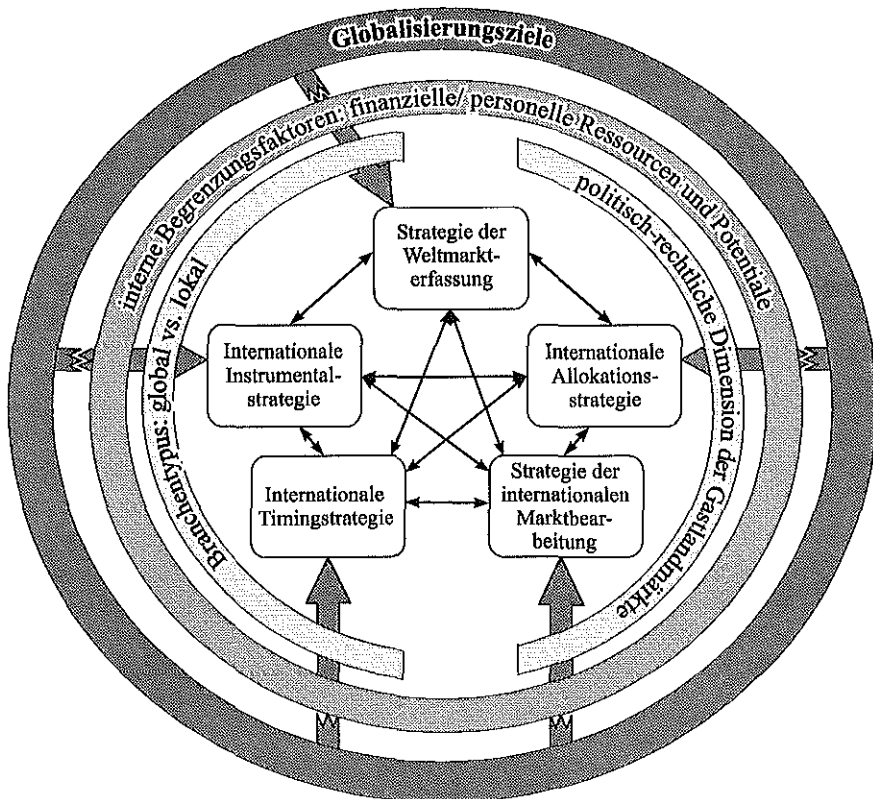 Globalisierungsziele
interne Begrenzungsfaktoren: finanzielle/ personelle Ressourcen und Potentiale
Branchentypus: global vs. lokal
politisch-rechtliche Dimension der Gastlandmärkte
Strategie der
Weltmarkt-
erfassung
Internationale
Instrumental-
strategie
Internationale
Allokations-
strategie
Internationale
Timingstrategie
Strategie der
internationalen
Marktbear-
beitung